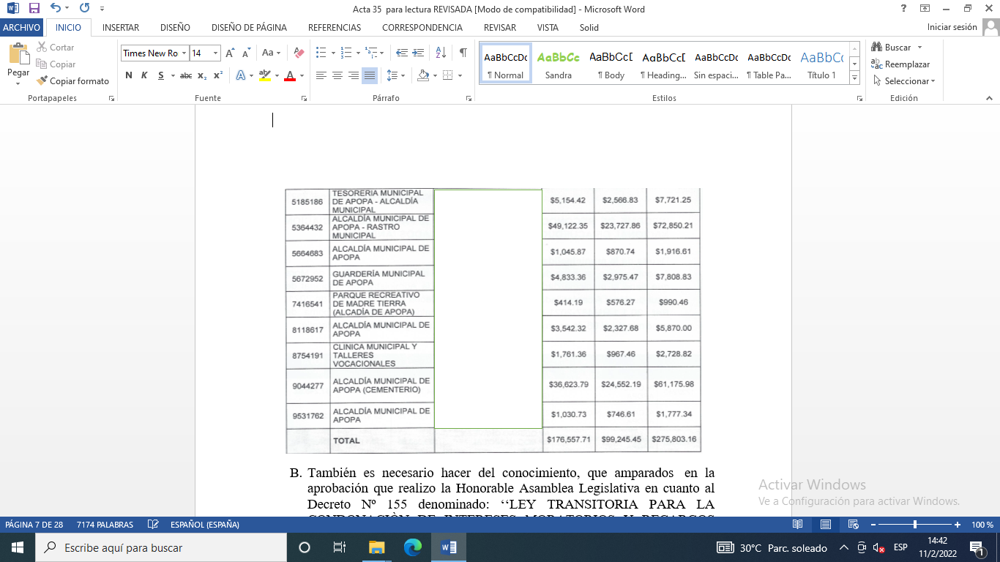 Acta 35 para lectura REVISADA [Modo de compatibilidad] - Microsoft Word
ARCHIVO INICIO INSERTAR DISEÑO DISEÑO DE PÁGINA REFERENCIAS CORRESPONDENCIA REVISAR VISTA Solid Iniciar sesión
Pegar
Cortar
Copiar
Copiar formato
Portapapeles
Times New Ro 14
Fuente
Párrafo
AaBbCcDc AaBbCc AaBbCcD AaBbCcD AaBbCcDc AaBbCcDc AaBbCc
¶ Normal Sandra ¶ Body ¶ Heading... Sin espaci... ¶ Table Pa... Título 1
Estilos
Buscar
Reemplazar
Seleccionar
Edición
5185186 TESORERIA MUNICIPAL DE APOPA - ALCALDÍA MUNICIPAL $5,154.42 $2,566.83 $7,721.25
5364432 ALCALDÍA MUNICIPAL DE APOPA - RASTRO MUNICIPAL $49,122.35 $23,727.86 $72,850.21
5664683 ALCALDÍA MUNICIPAL DE APOPA $1,045.87 $870.74 $1,916.61
5672952 GUARDERÍA MUNICIPAL DE APOPA $4,833.36 $2,975.47 $7,808.83
7416541 PARQUE RECREATIVO DE MADRE TIERRA (ALCADÍA DE APOPA) $414.19 $576.27 $990.46
8118617 ALCALDÍA MUNICIPAL DE APOPA $3,542.32 $2,327.68 $5,870.00
8754191 CLINICA MUNICIPAL Y TALLERES VOCACIONALES $1,761.36 $967.46 $2,728.82
9044277 ALCALDÍA MUNICIPAL DE APOPA (CEMENTERIO) $36,623.79 $24,552.19 $61,175.98
9531762 ALCALDÍA MUNICIPAL DE APOPA $1,030.73 $746.61 $1,777.34
TOTAL $176,557.71 $99,245.45 $275,803.16
B. También es necesario hacer del conocimiento, que amparados en la
aprobación que realizo la Honorable Asamblea Legislativa en cuanto al
Decreto Nº 155 denominado: ‘‘LEY TRANSITORIA PARA LA
CONDONACIÒN DE INTERESES MORATORIOS Y RECARGOS
Activar Windows
Ve a Configuración para activar Windows.
PÁGINA 7 DE 28 7174 PALABRAS ESPAÑOL (ESPAÑA) 100 %
Escribe aquí para buscar
30°C Parc. soleado
ESP
14:42
11/2/2022
1